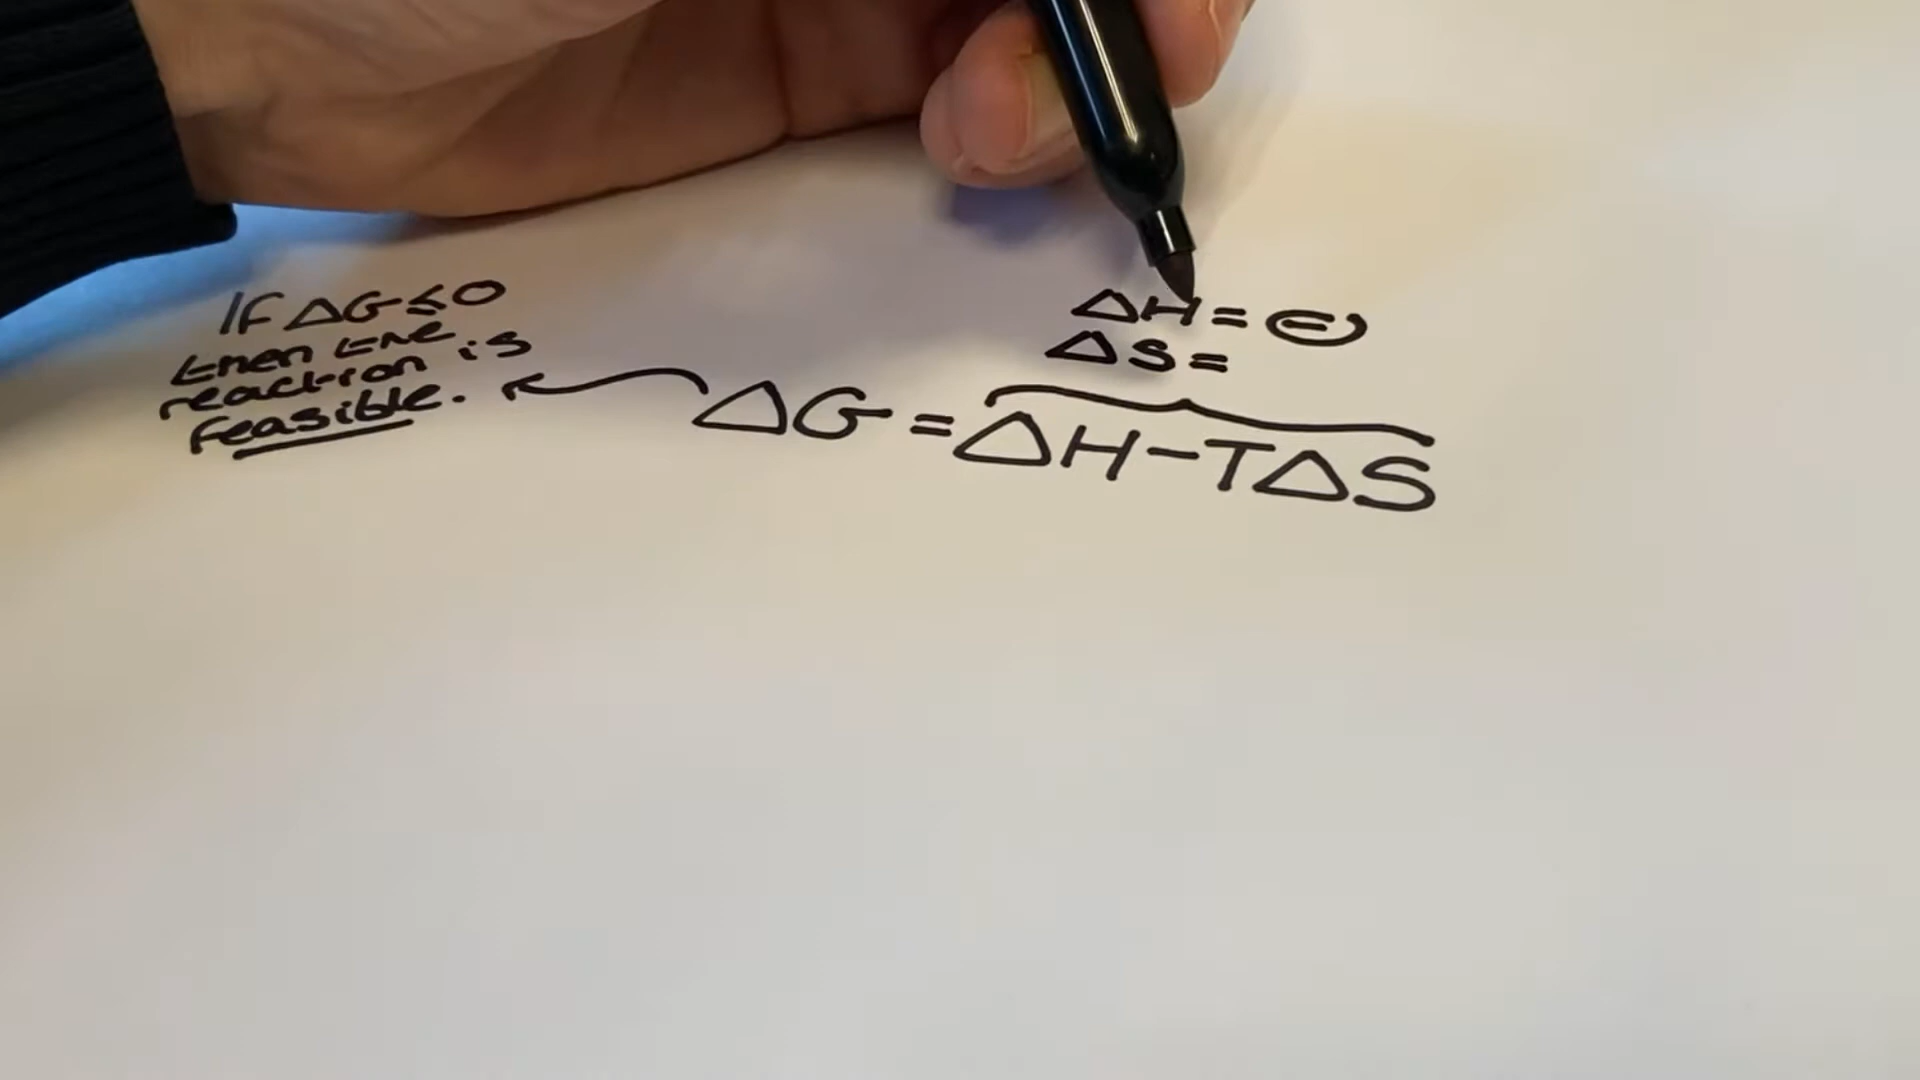 If ΔG≤0
then the
reaction is
feasible.
ΔH = ⊖
ΔS =
ΔG = ΔH-TΔS